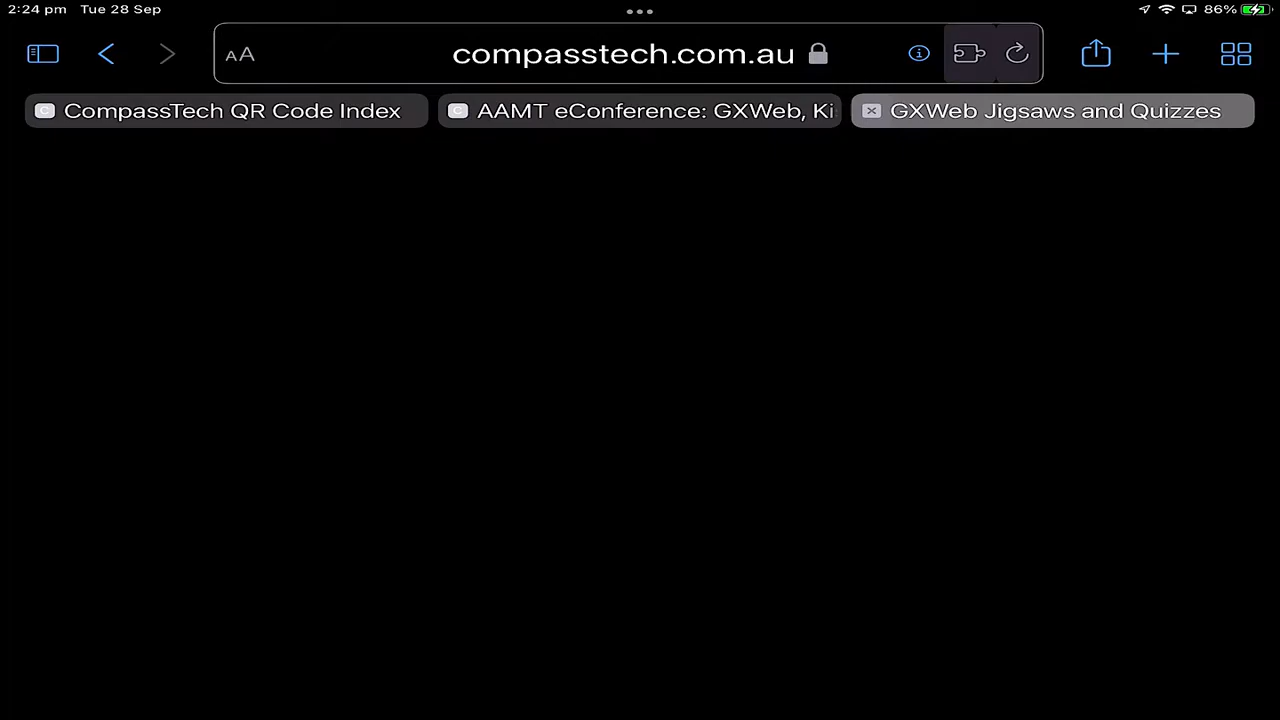 2:24 pm Tue 28 Sep 86%
AA compasstech.com.au
CompassTech QR Code Index
AAMT eConference: GXWeb, Ki
GXWeb Jigsaws and Quizzes